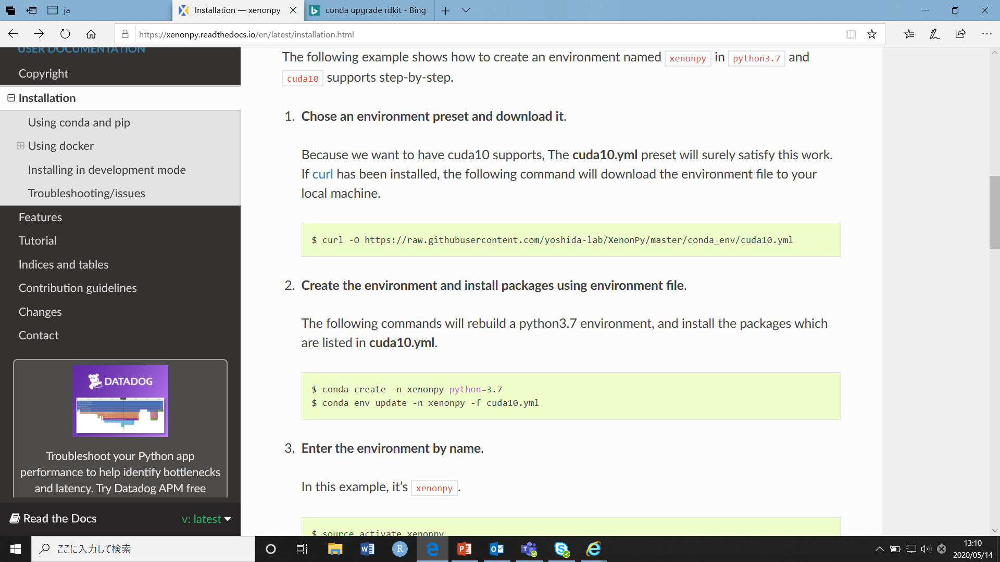 ja
Installation — xenonpy
conda upgrade rdkit - Bing
https://xenonpy.readthedocs.io/en/latest/installation.html
USER DOCUMENTATION
Copyright
Installation
Using conda and pip
Using docker
Installing in development mode
Troubleshooting/issues
Features
Tutorial
Indices and tables
Contribution guidelines
Changes
Contact
DATADOG
Troubleshoot your Python app
performance to help identify bottlenecks
and latency. Try Datadog APM free
Read the Docs
v: latest
The following example shows how to create an environment named xenonpy in python3.7 and
cuda10 supports step-by-step.
1. Chose an environment preset and download it.
Because we want to have cuda10 supports, The cuda10.yml preset will surely satisfy this work.
If curl has been installed, the following command will download the environment file to your
local machine.
$ curl -O https://raw.githubusercontent.com/yoshida-lab/XenonPy/master/conda_env/cuda10.yml
2. Create the environment and install packages using environment file.
The following commands will rebuild a python3.7 environment, and install the packages which
are listed in cuda10.yml.
$ conda create -n xenonpy python=3.7
$ conda env update -n xenonpy -f cuda10.yml
3. Enter the environment by name.
In this example, it's xenonpy.
$ source activate xenonpy
ここに入力して検索
13:10
2020/05/14